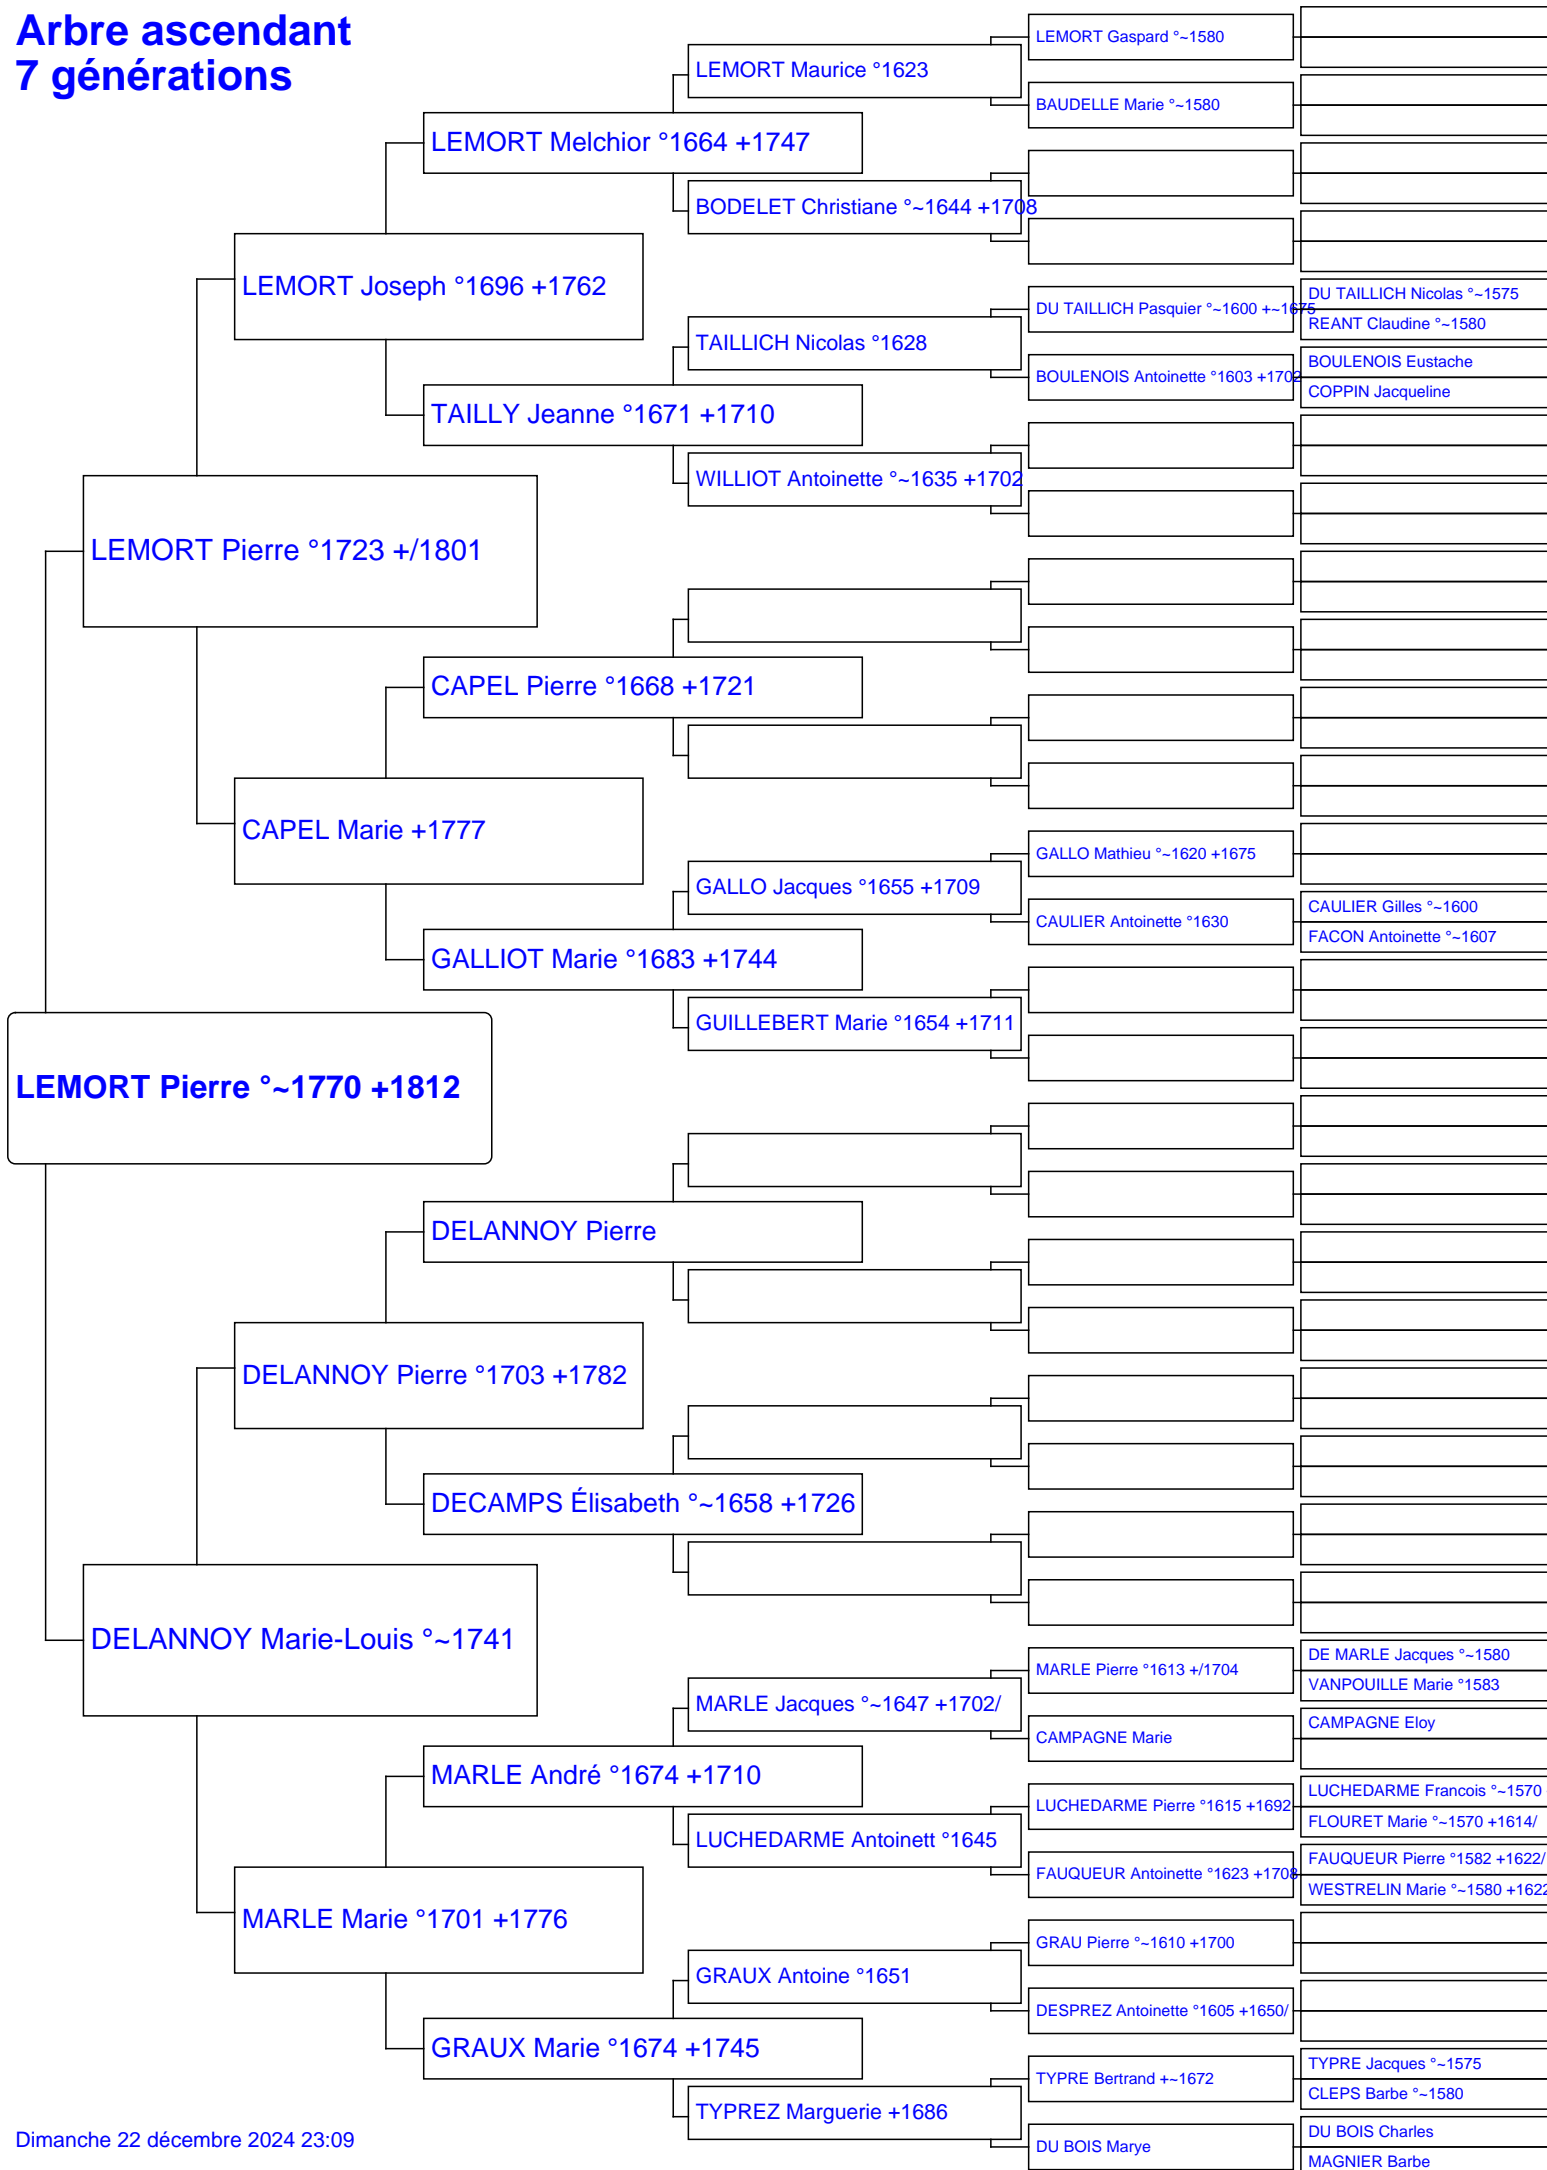 Arbre ascendant
7 générations
LEMORT Gaspard °~1580
LEMORT Maurice °1623
BAUDELLE Marie °~1580
LEMORT Melchior °1664 +1747
BODELET Christiane °~1644 +1708
LEMORT Joseph °1696 +1762
DU TAILLICH Nicolas °~1575
DU TAILLICH Pasquier °~1600 +~1675
REANT Claudine °~1580
TAILLICH Nicolas °1628
BOULENOIS Eustache
BOULENOIS Antoinette °1603 +1702
COPPIN Jacqueline
TAILLY Jeanne °1671 +1710
WILLIOT Antoinette °~1635 +1702
LEMORT Pierre °1723 +/1801
CAPEL Pierre °1668 +1721
CAPEL Marie +1777
GALLO Mathieu °~1620 +1675
GALLO Jacques °1655 +1709
CAULIER Gilles °~1600
CAULIER Antoinette °1630
FACON Antoinette °~1607
GALLIOT Marie °1683 +1744
GUILLEBERT Marie °1654 +1711
LEMORT Pierre °~1770 +1812
DELANNOY Pierre
DELANNOY Pierre °1703 +1782
DECAMPS Élisabeth °~1658 +1726
DELANNOY Marie-Louis °~1741
DE MARLE Jacques °~1580
MARLE Pierre °1613 +/1704
VANPOUILLE Marie °1583
MARLE Jacques °~1647 +1702/
CAMPAGNE Eloy
CAMPAGNE Marie
MARLE André °1674 +1710
LUCHEDARME Francois °~1570
LUCHEDARME Pierre °1615 +1692
FLOURET Marie °~1570 +1614/
LUCHEDARME Antoinett °1645
FAUQUEUR Pierre °1582 +1622/
FAUQUEUR Antoinette °1623 +1708
WESTRELIN Marie °~1580 +1622
MARLE Marie °1701 +1776
GRAU Pierre °~1610 +1700
GRAUX Antoine °1651
DESPREZ Antoinette °1605 +1650/
GRAUX Marie °1674 +1745
TYPRE Jacques °~1575
TYPRE Bertrand +~1672
CLEPS Barbe °~1580
TYPREZ Marguerie +1686
DU BOIS Charles
DU BOIS Marye
MAGNIER Barbe
Dimanche 22 décembre 2024 23:09